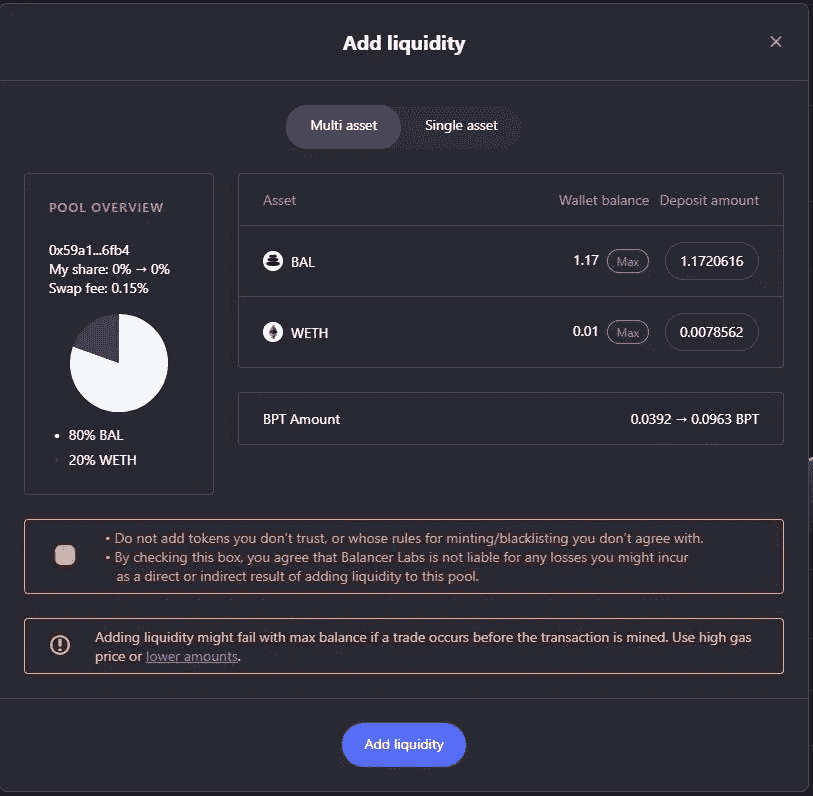 Add liquidity
Multi asset Single asset
POOL OVERVIEW
0x59a1...6fb4
My share: 0% → 0%
Swap fee: 0.15%
• 80% BAL
• 20% WETH
Asset Wallet balance Deposit amount
BAL 1.17 Max 1.1720616
WETH 0.01 Max 0.0078562
BPT Amount 0.0392 → 0.0963 BPT
• Do not add tokens you don't trust, or whose rules for minting/blacklisting you don't agree with.
• By checking this box, you agree that Balancer Labs is not liable for any losses you might incur
as a direct or indirect result of adding liquidity to this pool.
Adding liquidity might fail with max balance if a trade occurs before the transaction is mined. Use high gas
price or lower amounts.
Add liquidity